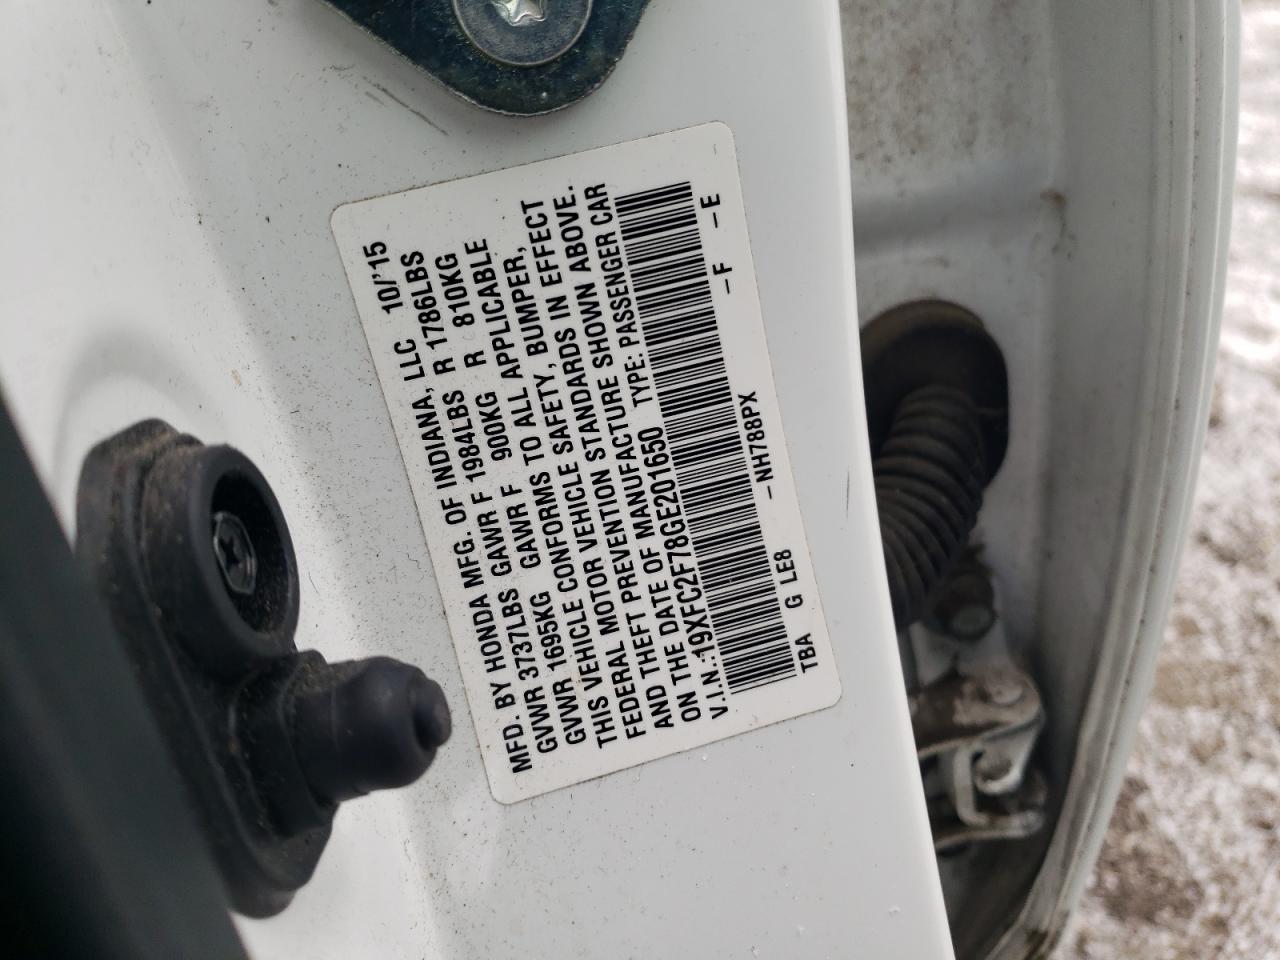 MFD. BY HONDA MFG. OF INDIANA, LLC 10/'15
GVWR 3737LBS GAWR F 1984LBS R 1786LBS
GVWR 1695KG GAWR F 900KG R 810KG
THIS VEHICLE CONFORMS TO ALL APPLICABLE
FEDERAL MOTOR VEHICLE SAFETY, BUMPER,
AND THEFT PREVENTION STANDARDS IN EFFECT
ON THE DATE OF MANUFACTURE SHOWN ABOVE.
V.I.N.:19XFC2F78GE201650 TYPE: PASSENGER CAR
TBA G LE8 - NH788PX - F - E